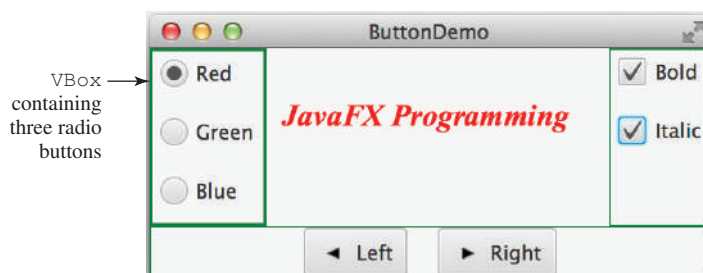 ButtonDemo
VBox
containing
three radio
buttons
Red
Green
Blue
JavaFX Programming
Bold
Italic
◄ Left
► Right